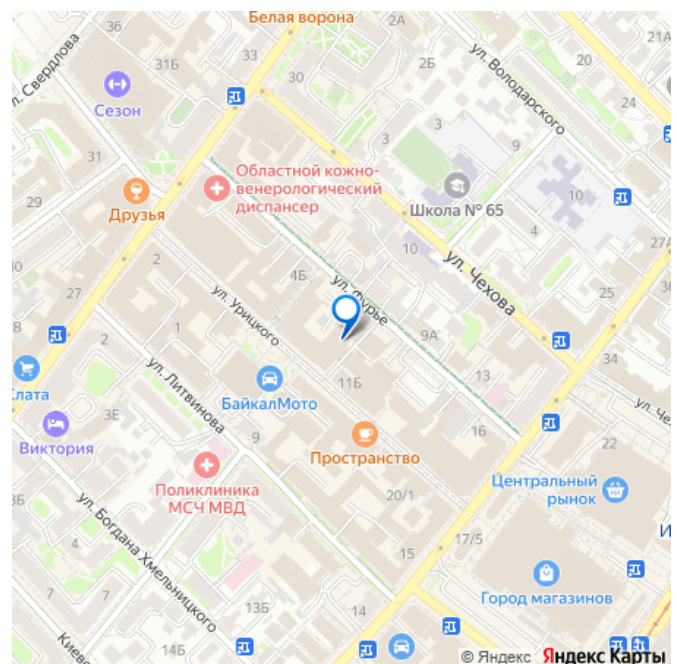 Белая ворона
36
2А
20
21А
ул. Володарского
л. Свердлова
31Б
33
30
2Б
24
Сезон
3
3
9
31
Областной кожно-
венерологический
диспансер
Школа № 65
10
29
Друзья
4
10
27А
2
4Б
ул. Фурье
ул. Чехова
27
25
ул. Урицкого
1
2
9А
34
ул. Литвинова
11Б
13
Слата
БайкалМото
3Е
Виктория
9
Пространство
16
22
Поликлиника
МСЧ МВД
Центральный
рынок
20/1
ул. Богдана Хмельницкого
17/5
15
7
7
13Б
14
Город магазинов
14Б
© Яндекс Яндекс Карты